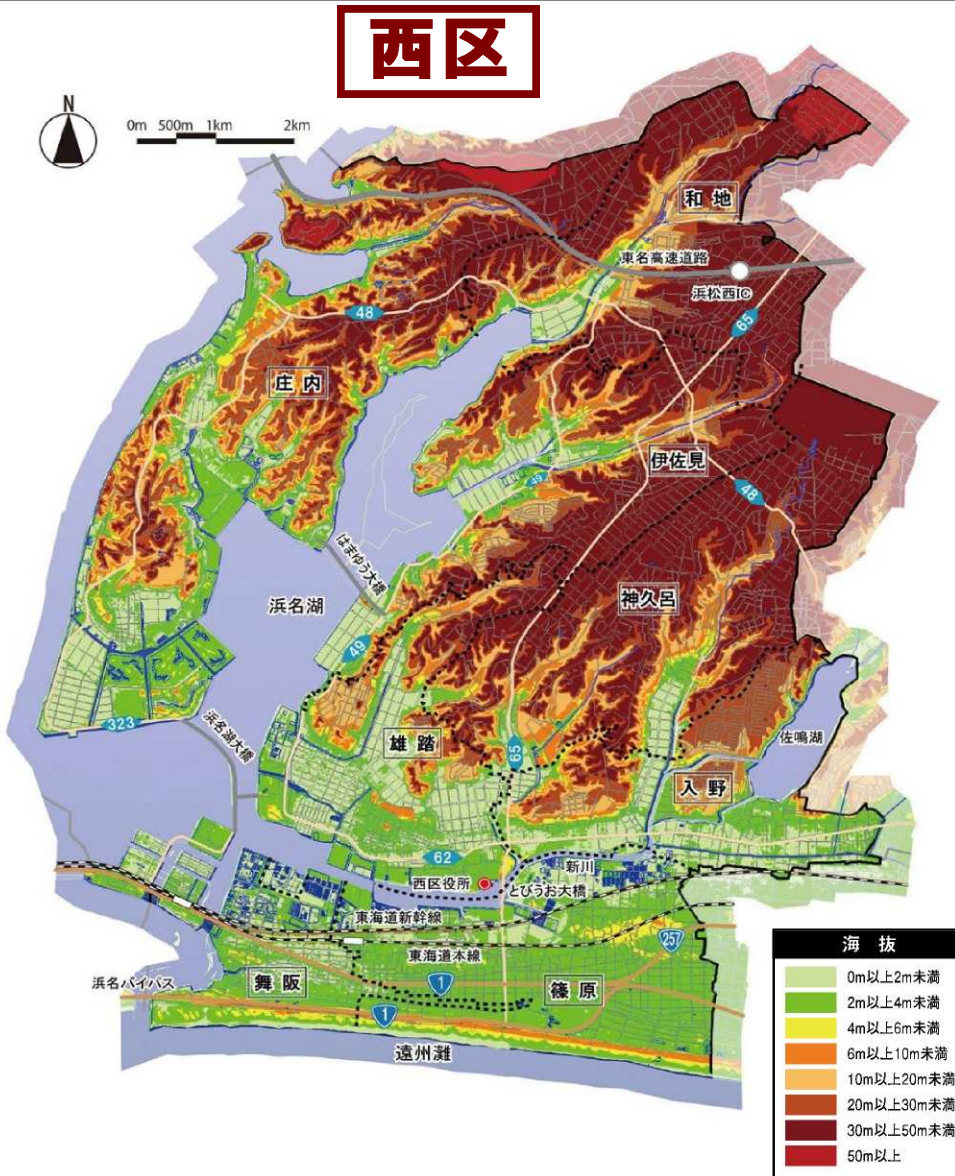 西区
N
0m 500m 1km 2km
和地
東名高速道路
浜松西IC
48
65
庄内
伊佐見
49
48
はまゆう大橋
浜名湖
神久呂
49
323
浜名湖大橋
雄踏
65
佐鳴湖
入野
62
新川
西区役所
とびうお大橋
東海道新幹線
257
東海道本線
浜名バイパス
舞阪
1
篠原
1
遠州灘
海抜
0m以上2m未満
2m以上4m未満
4m以上6m未満
6m以上10m未満
10m以上20m未満
20m以上30m未満
30m以上50m未満
50m以上